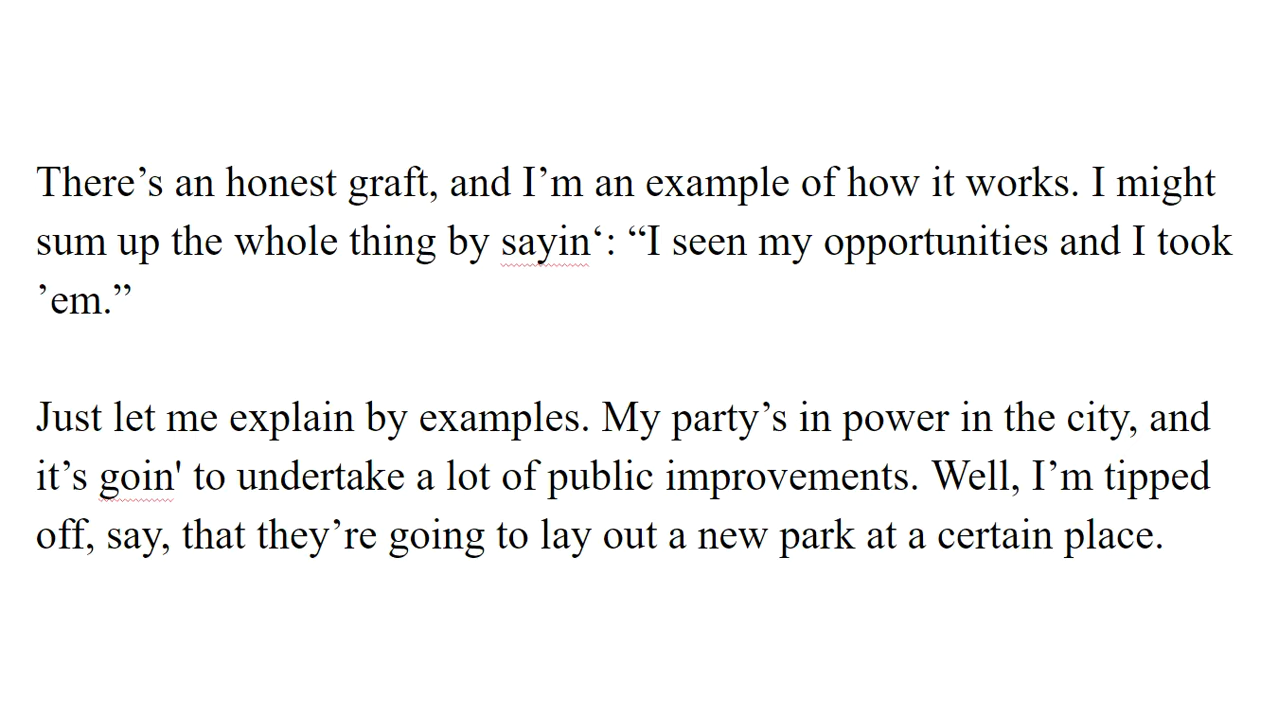 There’s an honest graft, and I’m an example of how it works. I might
sum up the whole thing by sayin‘: “I seen my opportunities and I took
’em.”
Just let me explain by examples. My party’s in power in the city, and
it’s goin' to undertake a lot of public improvements. Well, I’m tipped
off, say, that they’re going to lay out a new park at a certain place.